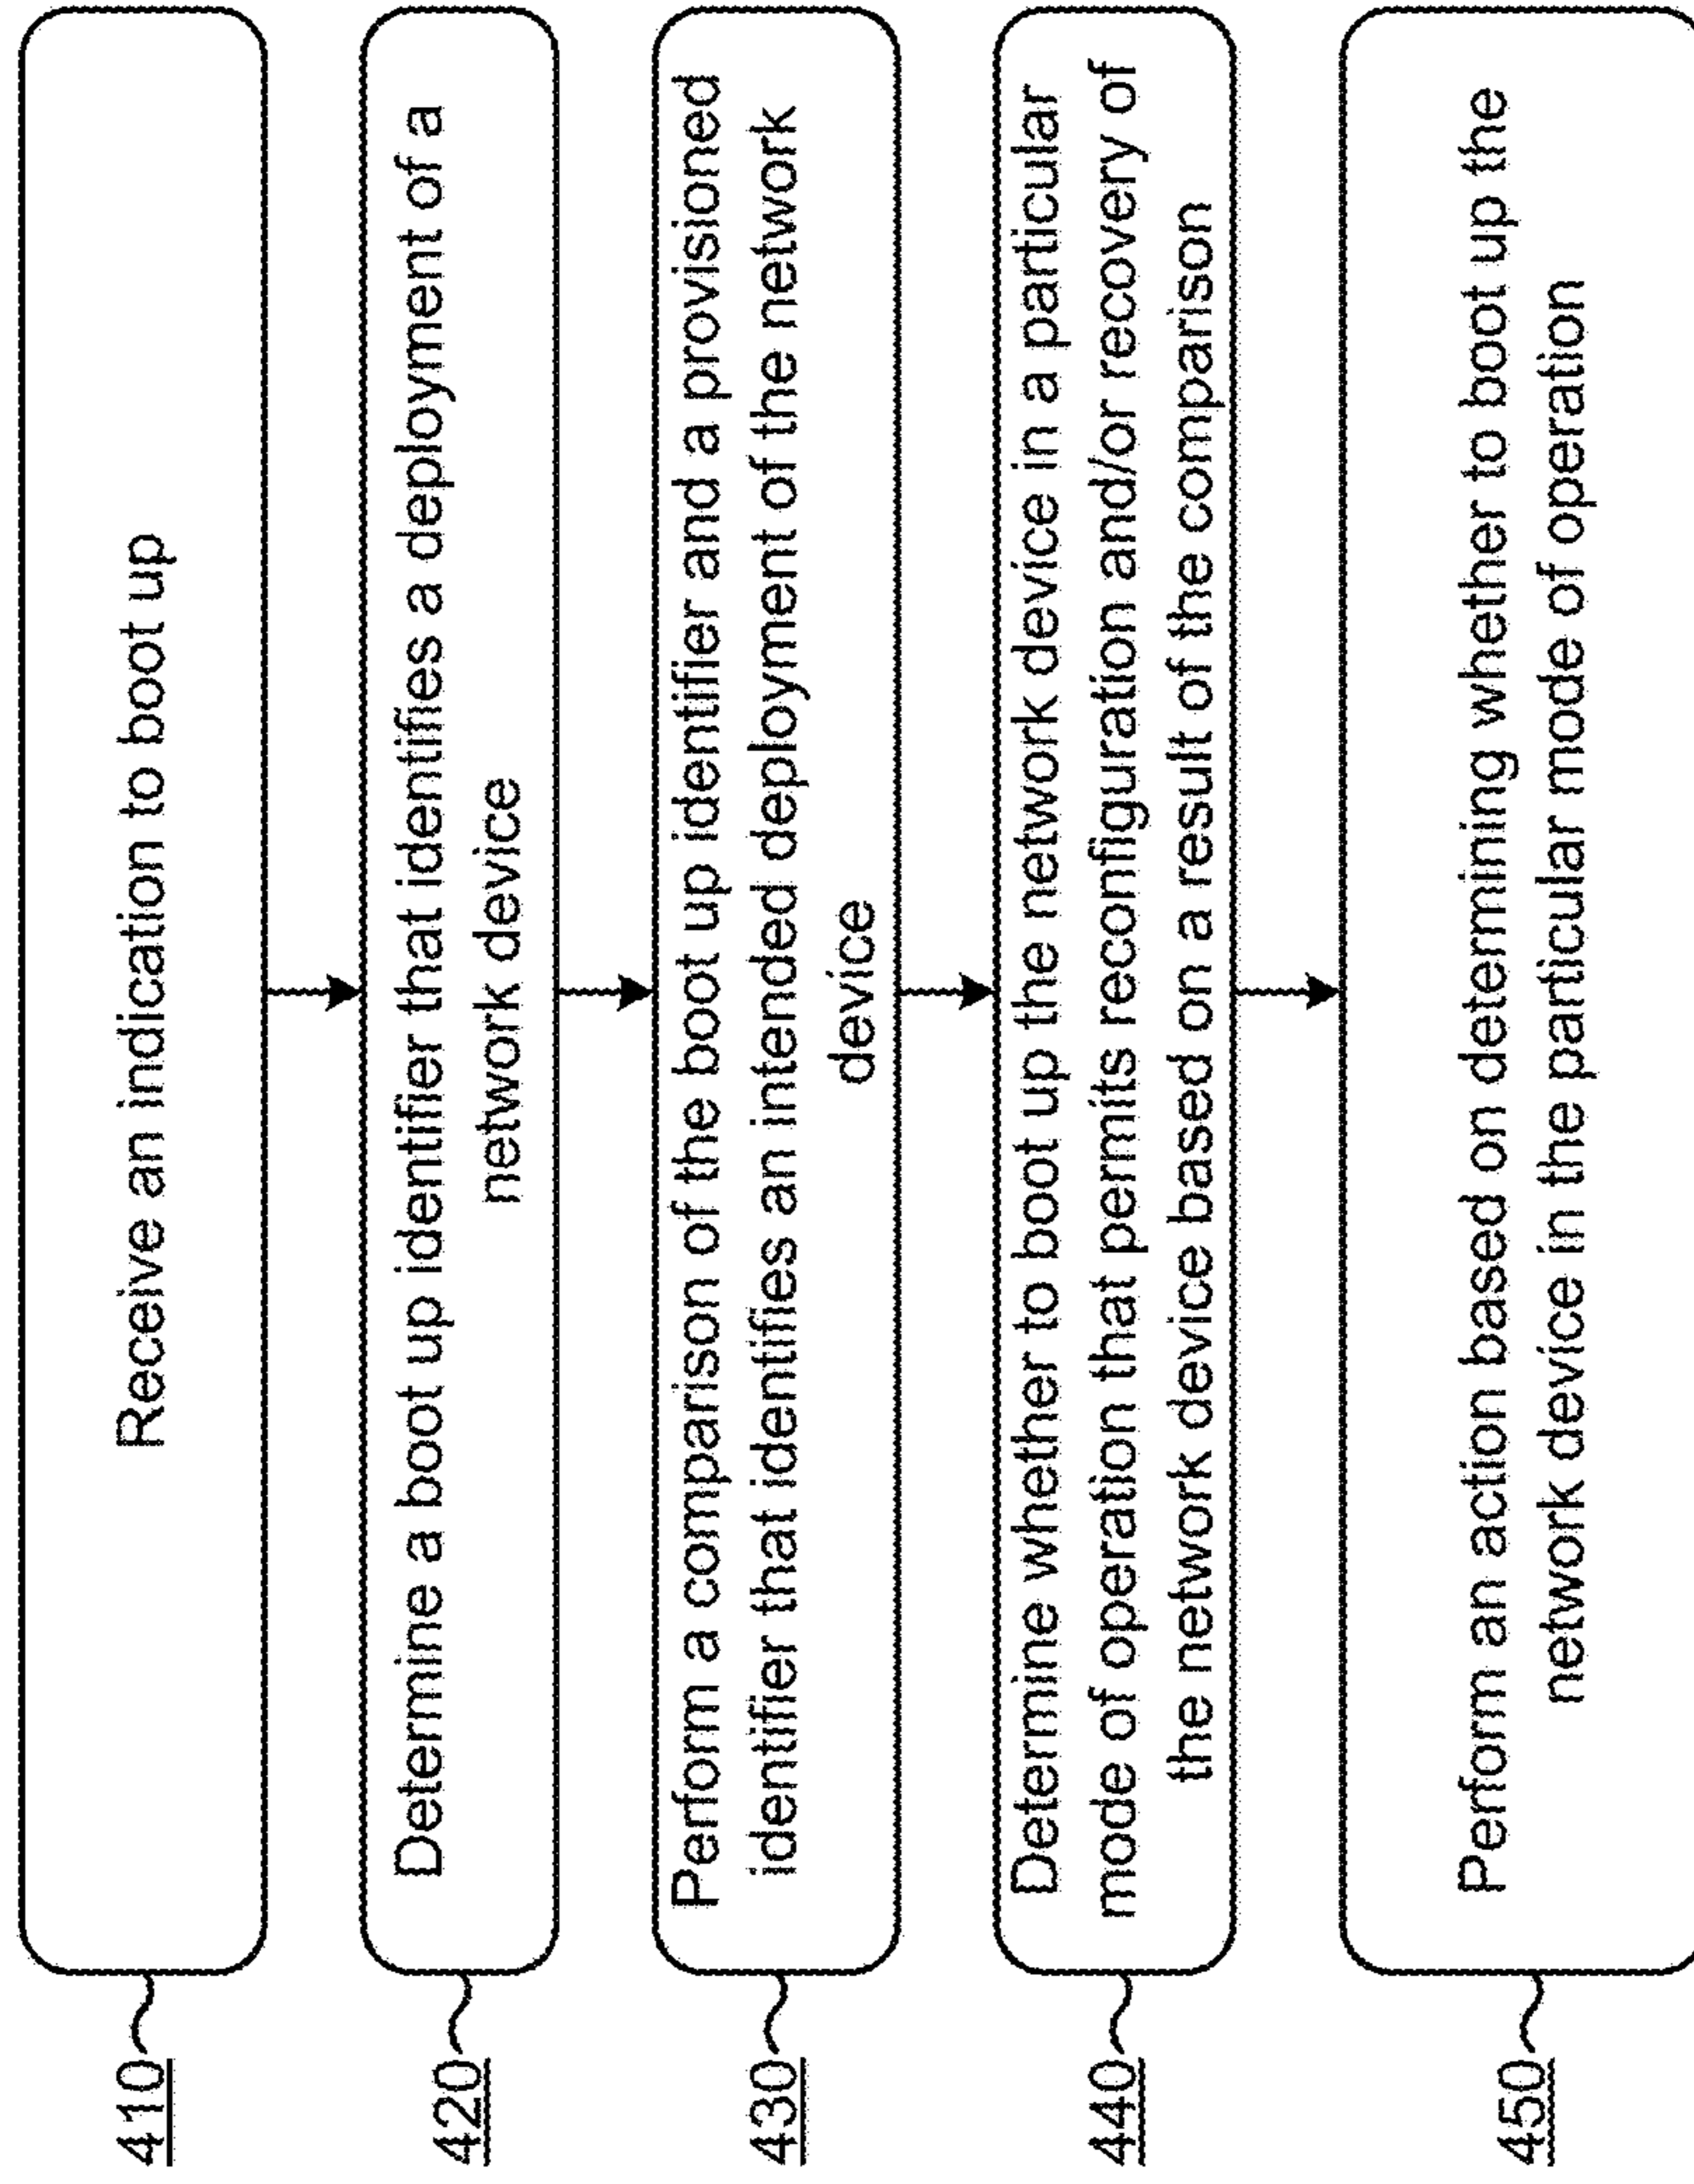 410
Receive an indication to boot up
420
Determine a boot up identifier that identifies a deployment of a
network device
430
Perform a comparison of the boot up identifier and a provisioned
identifier that identifies an intended deployment of the network
device
440
Determine whether to boot up the network device in a particular
mode of operation that permits reconfiguration and/or recovery of
the network device based on a result of the comparison
450
Perform an action based on determining whether to boot up the
network device in the particular mode of operation